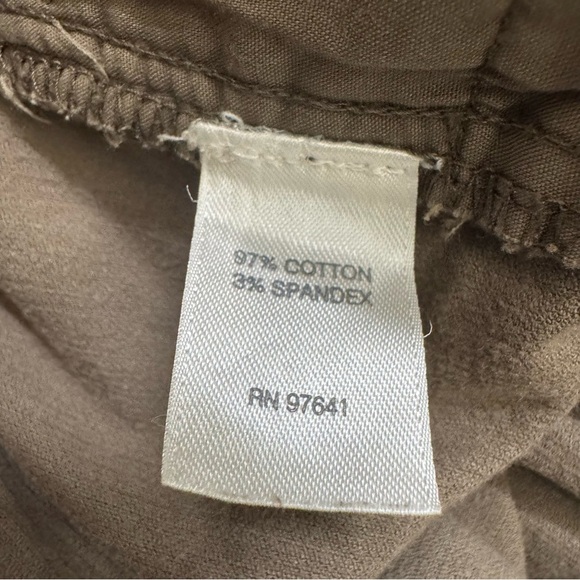 97% COTTON
3% SPANDEX
RN 97641